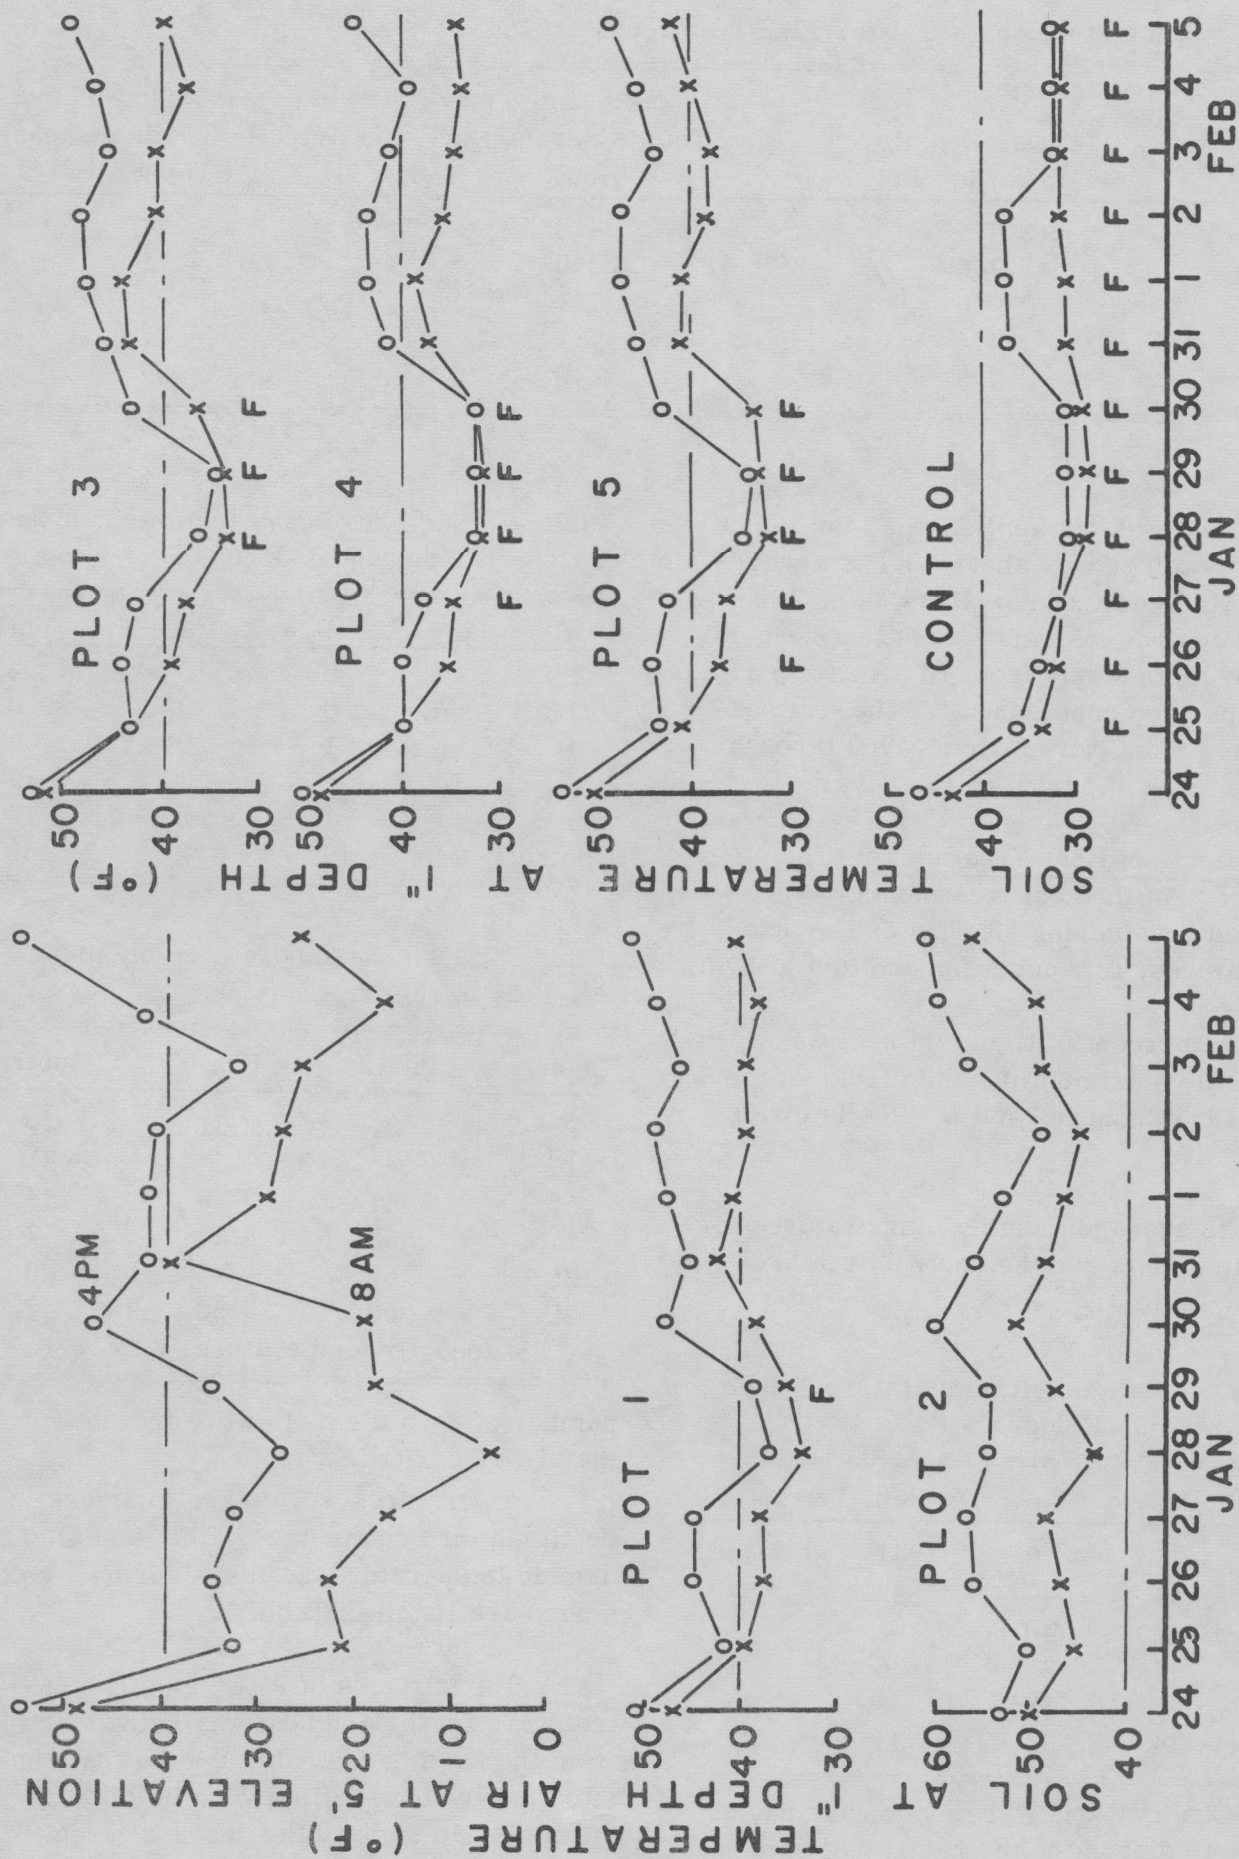 TEMPERATURE (°F)
AIR AT 5' ELEVATION
50
40
30
20
10
0
4PM
8AM
SOIL AT 1" DEPTH
PLOT 1
50
40
30
F
PLOT 2
60
50
40
24 25 26 27 28 29 30 31 1 2 3 4 5
JAN FEB
SOIL TEMPERATURE AT 1" DEPTH (°F)
PLOT 3
50
40
30
F F F
PLOT 4
50
40
30
F F F F
PLOT 5
50
40
30
F F F F
CONTROL
50
40
30
F F F F F F F F F F F F
24 25 26 27 28 29 30 31 1 2 3 4 5
JAN FEB